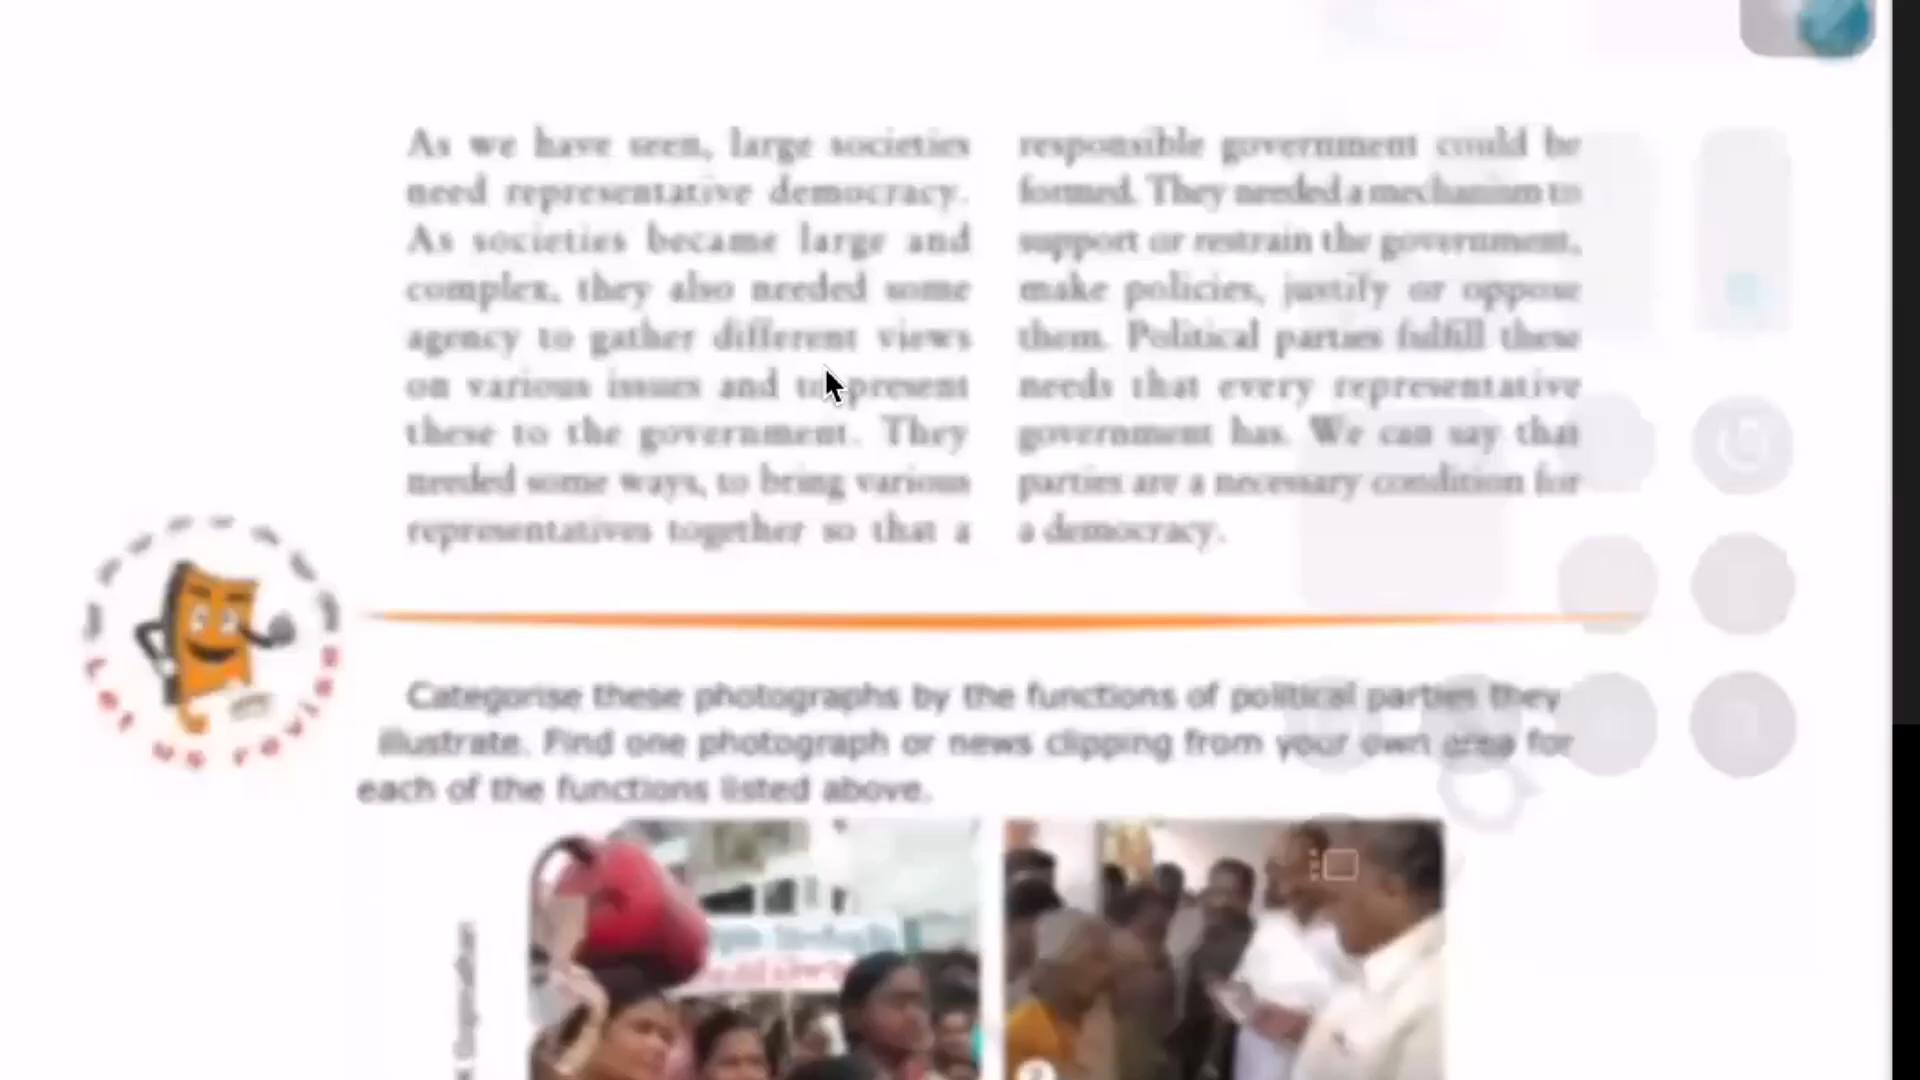 As we have seen, large societies
need representative democracy.
As societies became large and
complex, they also needed some
agency to gather different views
on various issues and to present
these to the government. They
needed some ways, to bring various
representatives together so that a
responsible government could be
formed. They needed a mechanism to
support or restrain the government,
make policies, justify or oppose
them. Political parties fulfill these
needs that every representative
government has. We can say that
parties are a necessary condition for
a democracy.
Let us revise
Categorise these photographs by the functions of political parties they
illustrate. Find one photograph or news clipping from your own area for
each of the functions listed above.
Gopinathan